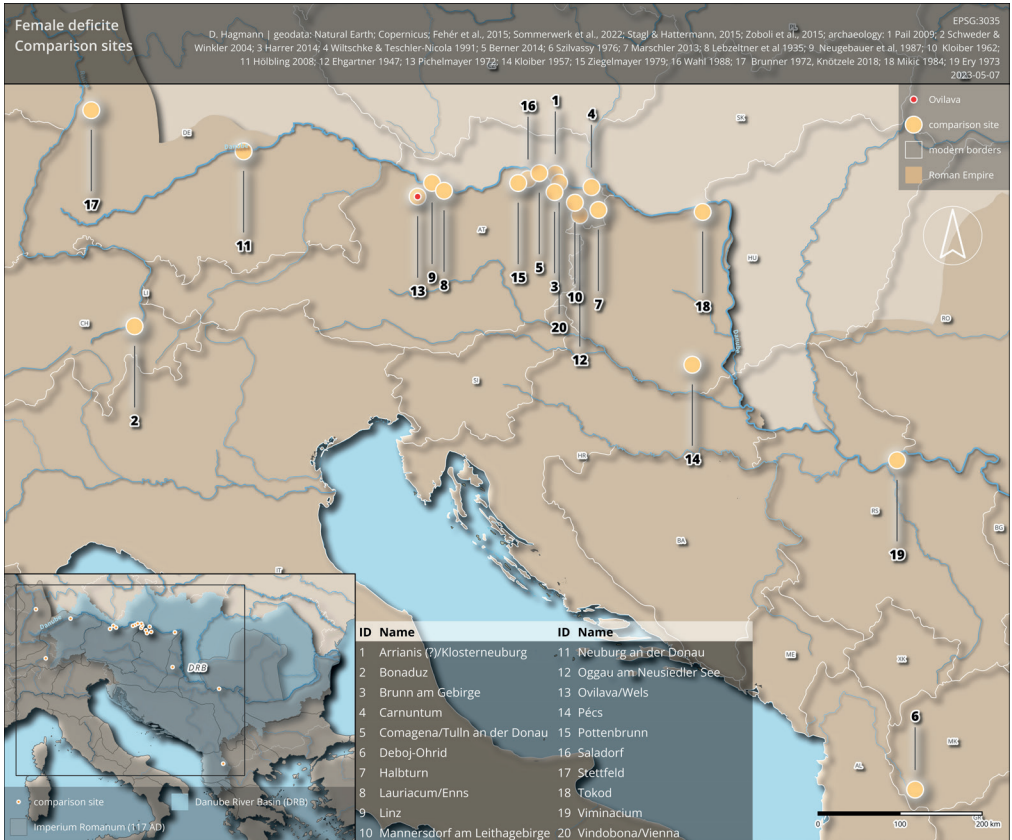 Female deficite
Comparison sites
EPSG:3035
D. Hagmann | geodata: Natural Earth; Copernicus; Fehér et al., 2015; Sommerwerk et al., 2022; Stagl & Hattermann, 2015; Zoboli et al., 2015; archaeology: 1 Pail 2009; 2 Schweder &
Winkler 2004; 3 Harrer 2014; 4 Wiltschke & Teschler-Nicola 1991; 5 Berner 2014; 6 Szilvassy 1976; 7 Marschler 2013; 8 Lebzeltner et al 1935; 9 Neugebauer et al. 1987; 10 Kloiber 1962;
11 Hölbling 2008; 12 Ehgartner 1947; 13 Pichelmayer 1972; 14 Kloiber 1957; 15 Ziegelmayer 1979; 16 Wahl 1988; 17 Brunner 1972, Knötzele 2018; 18 Mikic 1984; 19 Ery 1973
2023-05-07
Ovilava
comparison site
modern borders
Roman Empire
16
1
4
SK
DE
17
11
AT
13
9
8
15
5
3
10
7
20
12
18
HU
Danube
RO
LI
CH
2
SI
HR
14
BA
RS
BG
19
IT
ME
XK
6
MK
AL
GR
Danube
DRB
comparison site
Danube River Basin (DRB)
Imperium Romanum (117 AD)
ID Name ID Name
1 Arrianis (?)/Klosterneuburg 11 Neuburg an der Donau
2 Bonaduz 12 Oggau am Neusiedler See
3 Brunn am Gebirge 13 Ovilava/Wels
4 Carnuntum 14 Pécs
5 Comagena/Tulln an der Donau 15 Pottenbrunn
6 Deboj-Ohrid 16 Saladorf
7 Halbturn 17 Stettfeld
8 Lauriacum/Enns 18 Tokod
9 Linz 19 Viminacium
10 Mannersdorf am Leithagebirge 20 Vindobona/Vienna
0 100 200 km